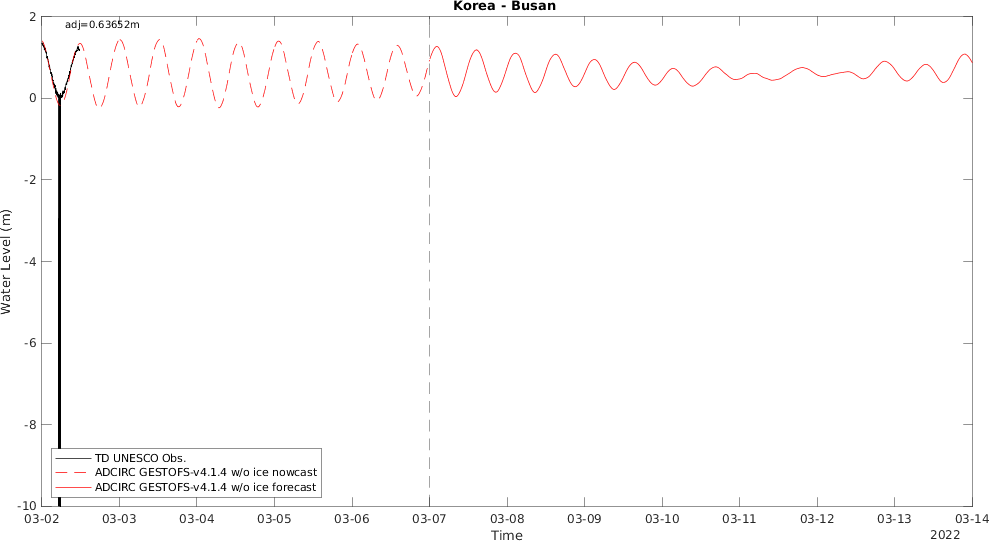 Korea - Busan
adj=0.63652m
2
0
-2
-4
-6
-8
-10
Water Level (m)
TD UNESCO Obs.
ADCIRC GESTOFS-v4.1.4 w/o ice nowcast
ADCIRC GESTOFS-v4.1.4 w/o ice forecast
03-02 03-03 03-04 03-05 03-06 03-07 03-08 03-09 03-10 03-11 03-12 03-13 03-14
Time
2022